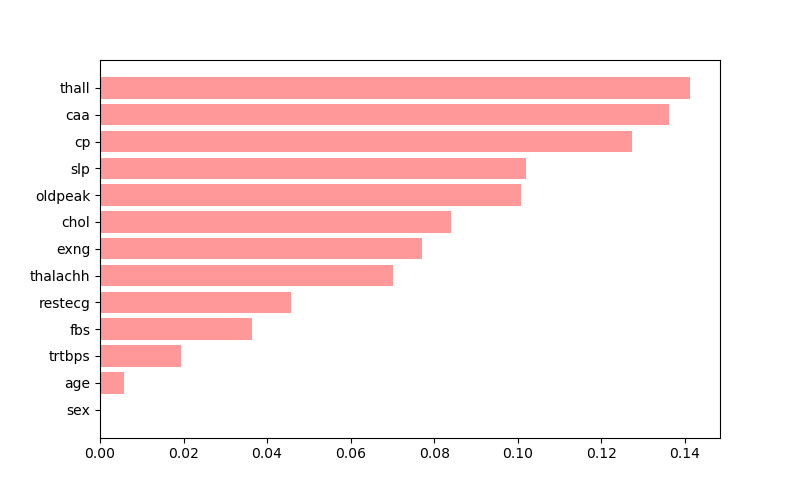 thall
caa
cp
slp
oldpeak
chol
exng
thalachh
restecg
fbs
trtbps
age
sex
0.00 0.02 0.04 0.06 0.08 0.10 0.12 0.14